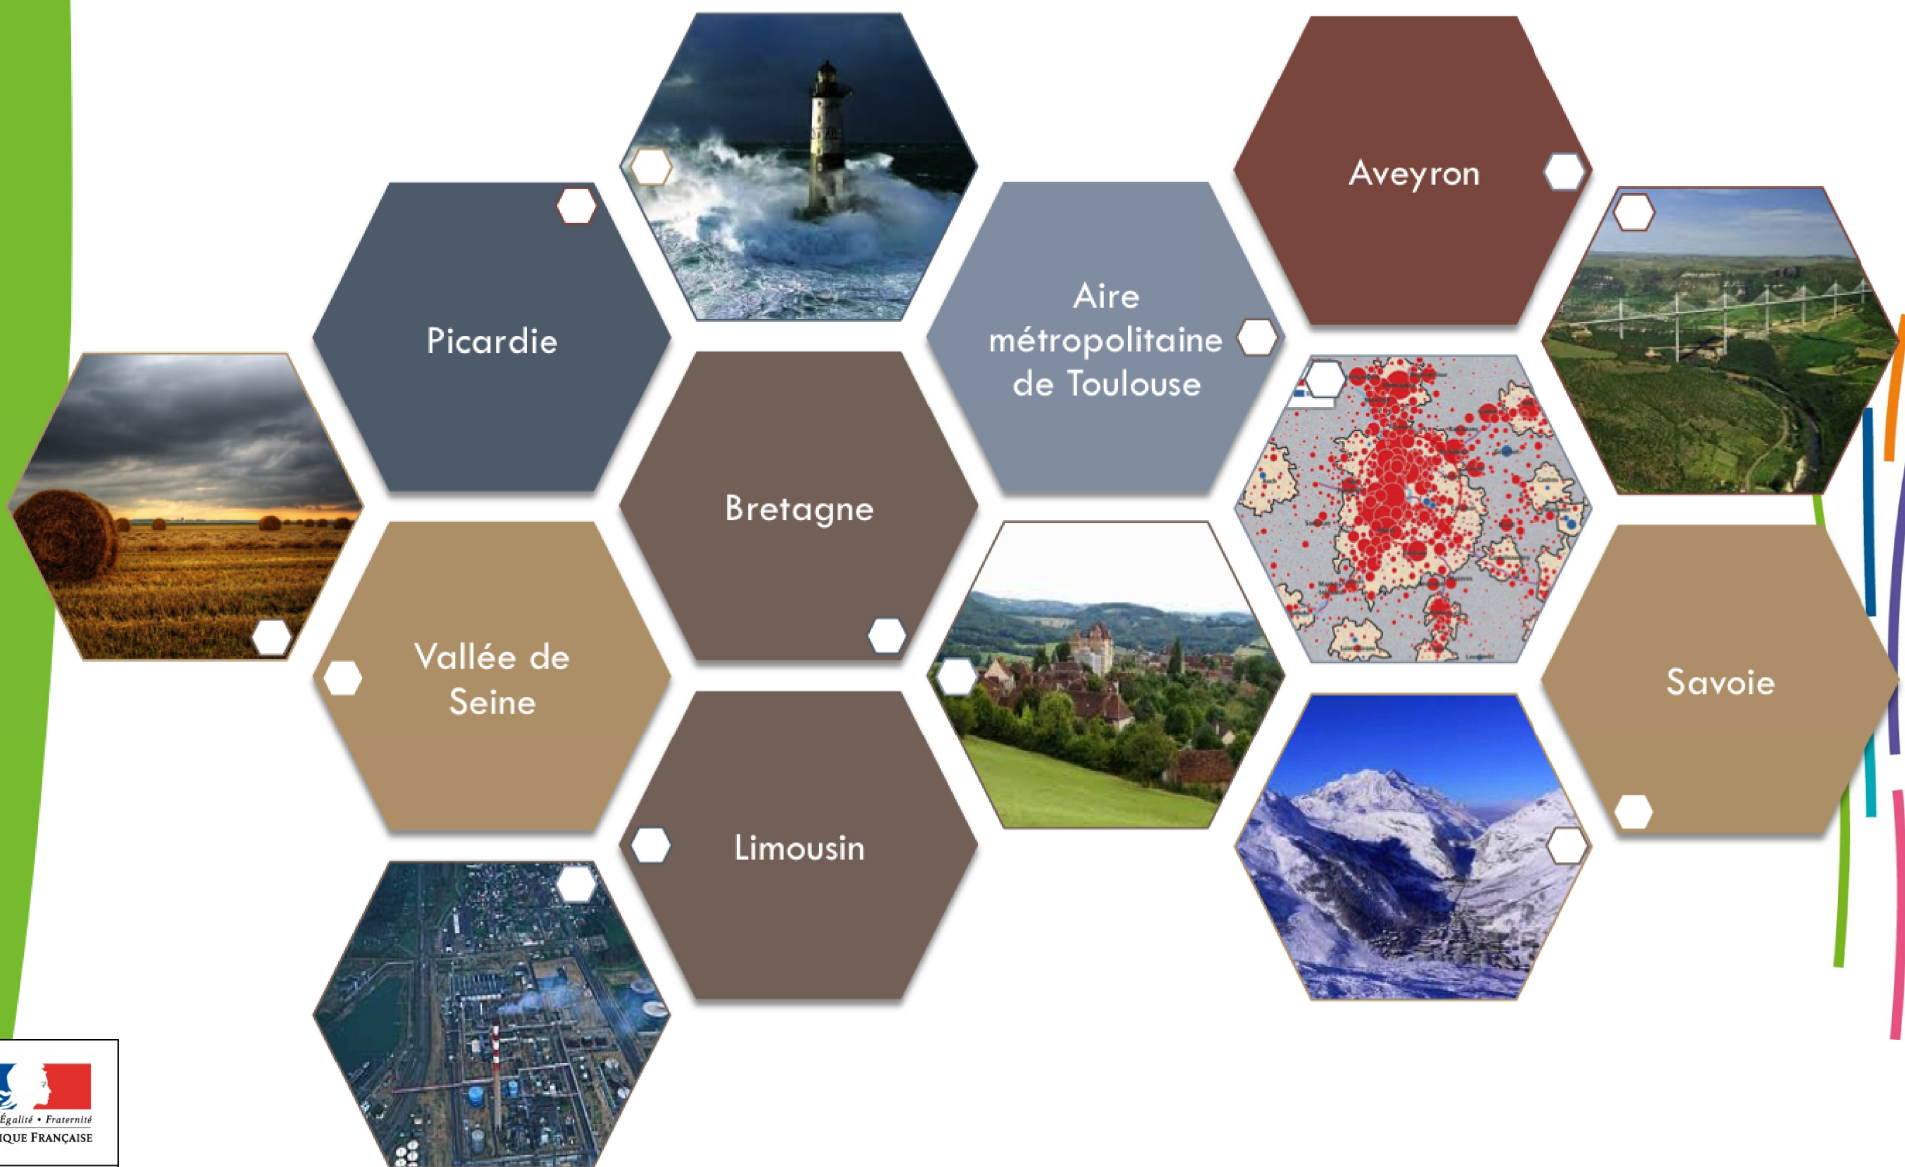 Aveyron
Aire
métropolitaine
de Toulouse
Picardie
Bretagne
Vallée de
Seine
Savoie
Limousin
Égalité • Fraternité
IQUE FRANÇAISE